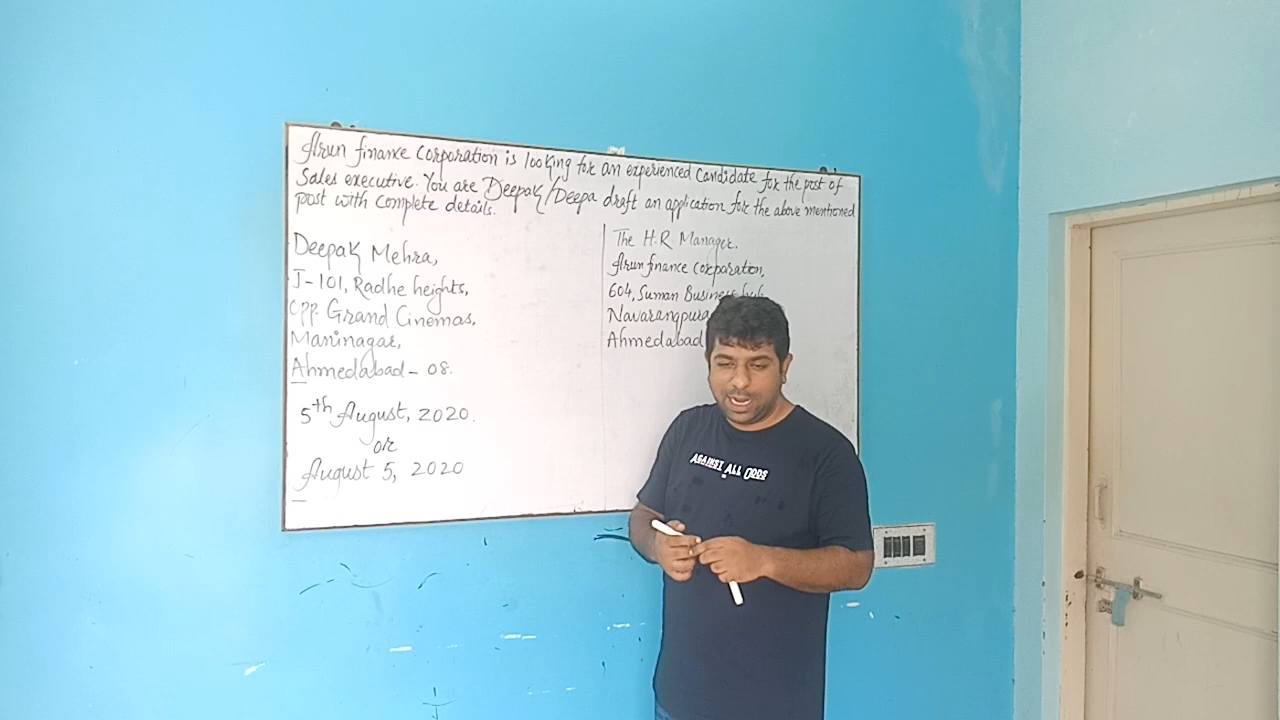 Arun finance Corporation is looking for an experienced candidate for the post of
Sales executive. You are Deepak/Deepa draft an application for the above mentioned
post with complete details.
Deepak Mehra,
J-101, Radhe heights,
Opp. Grand Cinemas,
Maninagar,
Ahmedabad - 08.
5th August, 2020.
or
August 5, 2020
The H.R Manager.
Arun finance corporation,
604, Suman Business
Navarangpura
Ahmedabad
AGAINST ALL ODDS